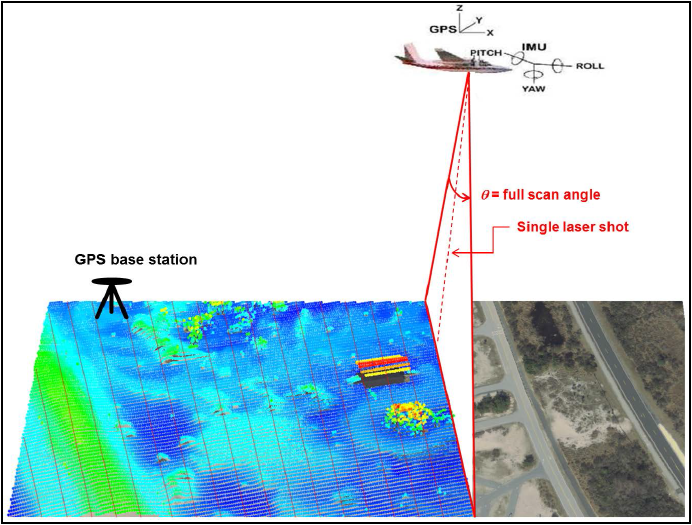 Z
Y
GPS X
PITCH IMU
ROLL
YAW
θ = full scan angle
Single laser shot
GPS base station